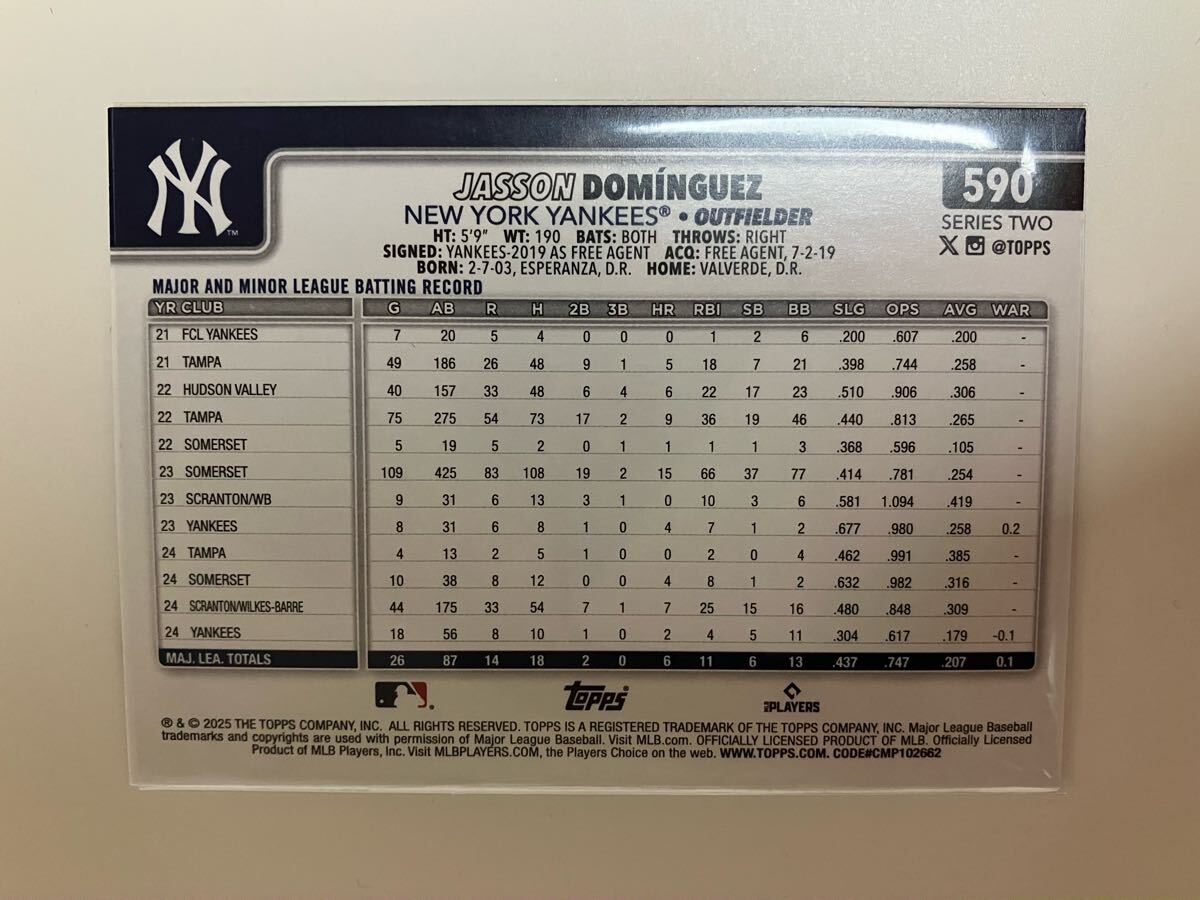 NY TM
590
JASSON DOMÍNGUEZ
NEW YORK YANKEES® • OUTFIELDER
SERIES TWO
HT: 5'9" WT: 190 BATS: BOTH THROWS: RIGHT
X @TOPPS
SIGNED: YANKEES-2019 AS FREE AGENT ACQ: FREE AGENT, 7-2-19
BORN: 2-7-03, ESPERANZA, D.R. HOME: VALVERDE, D.R.
MAJOR AND MINOR LEAGUE BATTING RECORD
YR CLUB G AB R H 2B 3B HR RBI SB BB SLG OPS AVG WAR
21 FCL YANKEES 7 20 5 4 0 0 0 1 2 6 .200 .607 .200 -
21 TAMPA 49 186 26 48 9 1 5 18 7 21 .398 .744 .258 -
22 HUDSON VALLEY 40 157 33 48 6 4 6 22 17 23 .510 .906 .306 -
22 TAMPA 75 275 54 73 17 2 9 36 19 46 .440 .813 .265 -
22 SOMERSET 5 19 5 2 0 1 1 1 1 3 .368 .596 .105 -
23 SOMERSET 109 425 83 108 19 2 15 66 37 77 .414 .781 .254 -
23 SCRANTON/WB 9 31 6 13 3 1 0 10 3 6 .581 1.094 .419 -
23 YANKEES 8 31 6 8 1 0 4 7 1 2 .677 .980 .258 0.2
24 TAMPA 4 13 2 5 1 0 0 2 0 4 .462 .991 .385 -
24 SOMERSET 10 38 8 12 0 0 4 8 1 2 .632 .982 .316 -
24 SCRANTON/WILKES-BARRE 44 175 33 54 7 1 7 25 15 16 .480 .848 .309 -
24 YANKEES 18 56 8 10 1 0 2 4 5 11 .304 .617 .179 -0.1
MAJ. LEA. TOTALS 26 87 14 18 2 0 6 11 6 13 .437 .747 .207 0.1
topps PLAYERS
® & © 2025 THE TOPPS COMPANY, INC. ALL RIGHTS RESERVED. TOPPS IS A REGISTERED TRADEMARK OF THE TOPPS COMPANY, INC. Major League Baseball
trademarks and copyrights are used with permission of Major League Baseball. Visit MLB.com. OFFICIALLY LICENSED PRODUCT OF MLB. Officially Licensed
Product of MLB Players, Inc. Visit MLBPLAYERS.COM, the Players Choice on the web. WWW.TOPPS.COM. CODE#CMP102662